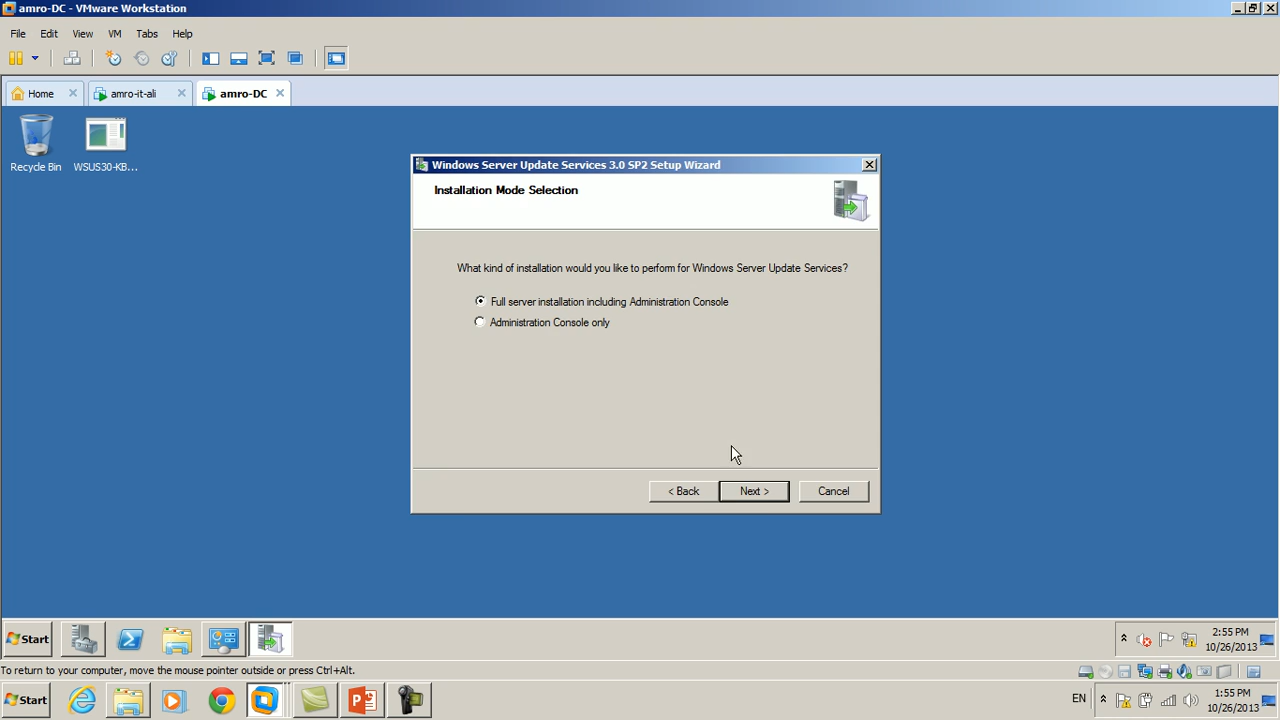 amro-DC - VMware Workstation
File Edit View VM Tabs Help
Home amro-it-ali amro-DC
Recycle Bin WSUS30-KB...
Windows Server Update Services 3.0 SP2 Setup Wizard
Installation Mode Selection
What kind of installation would you like to perform for Windows Server Update Services?
Full server installation including Administration Console
Administration Console only
< Back Next > Cancel
Start 2:55 PM
10/26/2013
To return to your computer, move the mouse pointer outside or press Ctrl+Alt.
Start EN 1:55 PM
10/26/2013